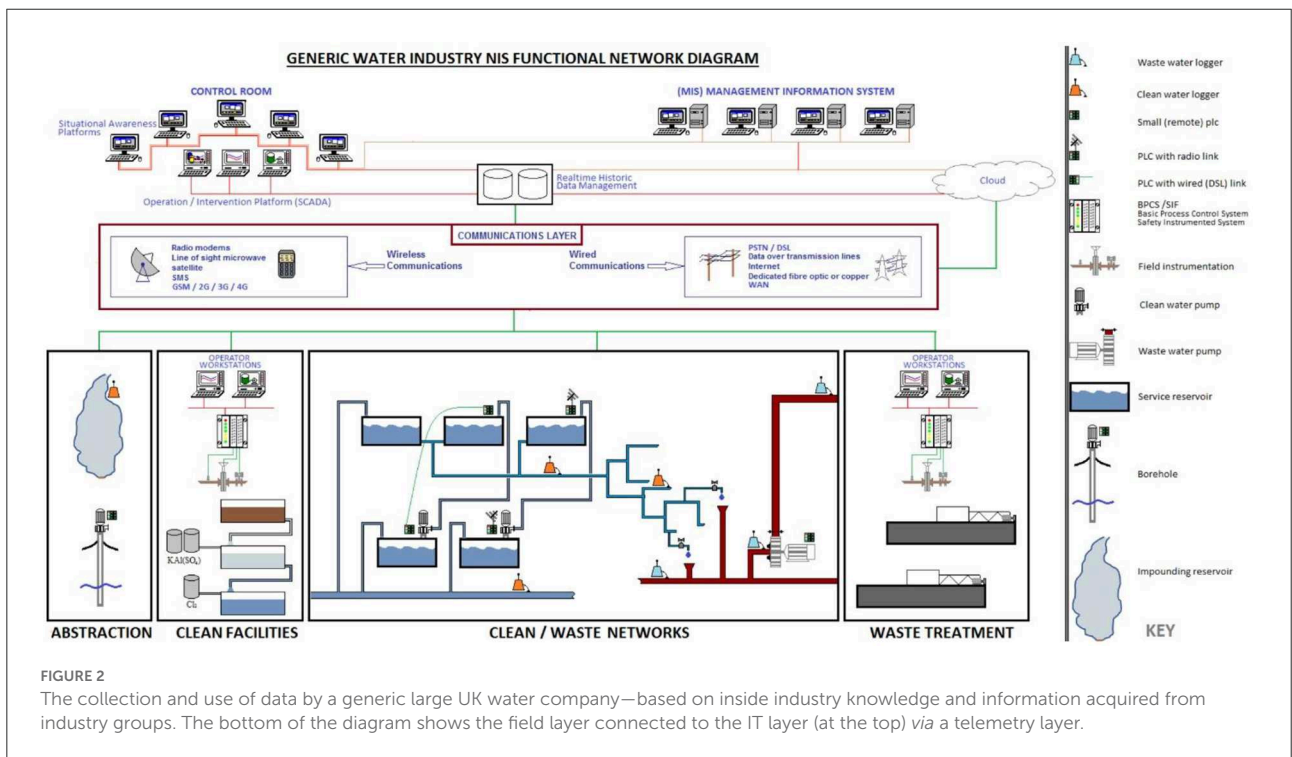 GENERIC WATER INDUSTRY NIS FUNCTIONAL NETWORK DIAGRAM
CONTROL ROOM
(MIS) MANAGEMENT INFORMATION SYSTEM
Situational Awareness
Platforms
Realtime Historic
Data Management
Cloud
Operation / Intervention Platform (SCADA)
COMMUNICATIONS LAYER
Radio modems
Line of sight microwave
satellite
SMS
GSM / 2G / 3G / 4G
Wireless
Communications
Wired
Communications
PSTN / DSL
Data over transmission lines
Internet
Dedicated fibre optic or copper
WAN
OPERATOR
WORKSTATIONS
KAl(SO₄)
Cl₂
OPERATOR
WORKSTATIONS
ABSTRACTION
CLEAN FACILITIES
CLEAN / WASTE NETWORKS
WASTE TREATMENT
Waste water logger
Clean water logger
Small (remote) plc
PLC with radio link
PLC with wired (DSL) link
BPCS /SIF
Basic Process Control System
Safety Instrumented System
Field instrumentation
Clean water pump
Waste water pump
Service reservoir
Borehole
Impounding reservoir
KEY
FIGURE 2
The collection and use of data by a generic large UK water company—based on inside industry knowledge and information acquired from
industry groups. The bottom of the diagram shows the field layer connected to the IT layer (at the top) via a telemetry layer.